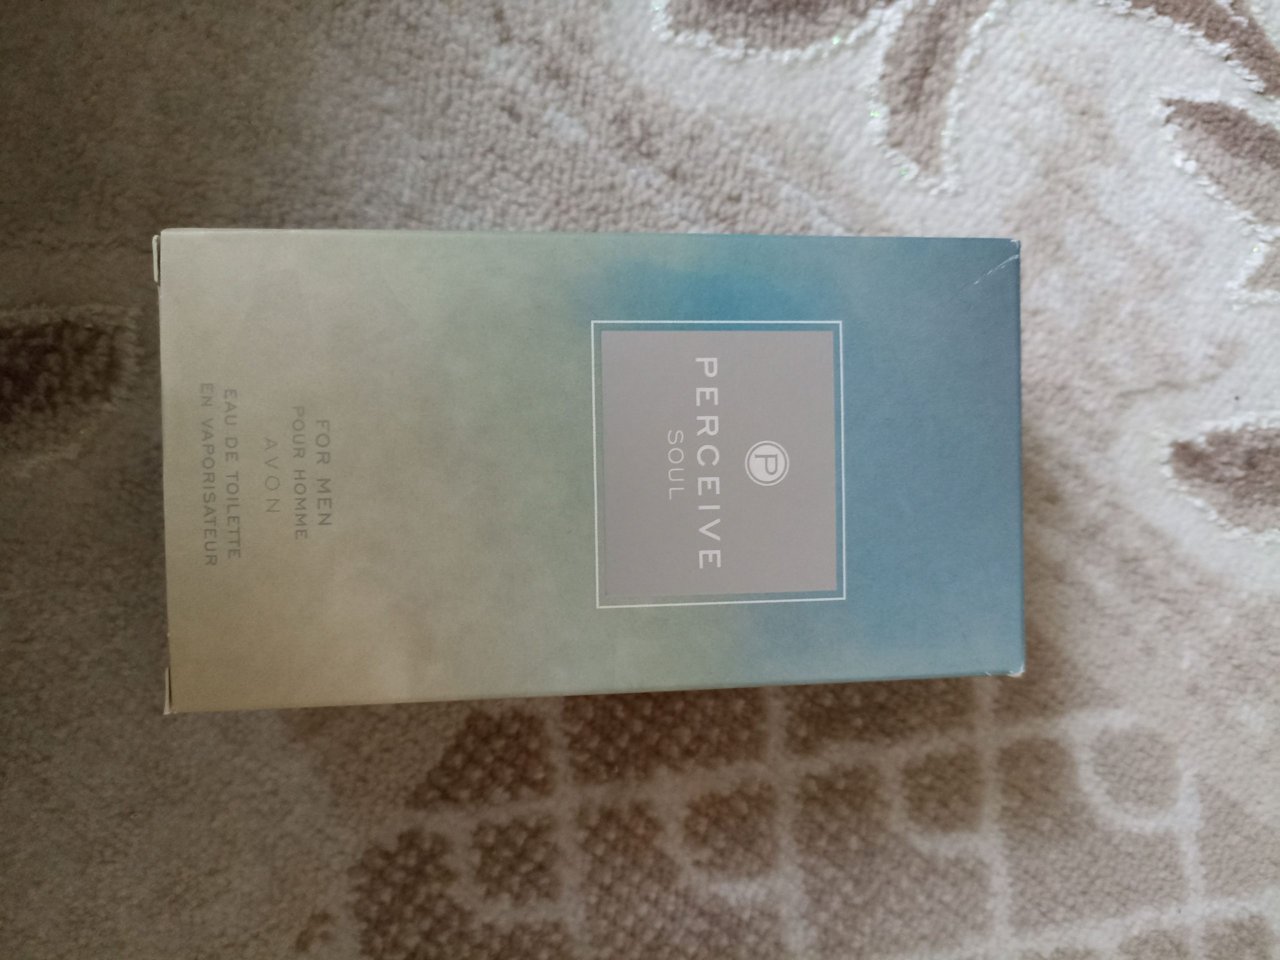 P
PERCEIVE
SOUL
FOR MEN
POUR HOMME
AVON
EAU DE TOILETTE
EN VAPORISATEUR